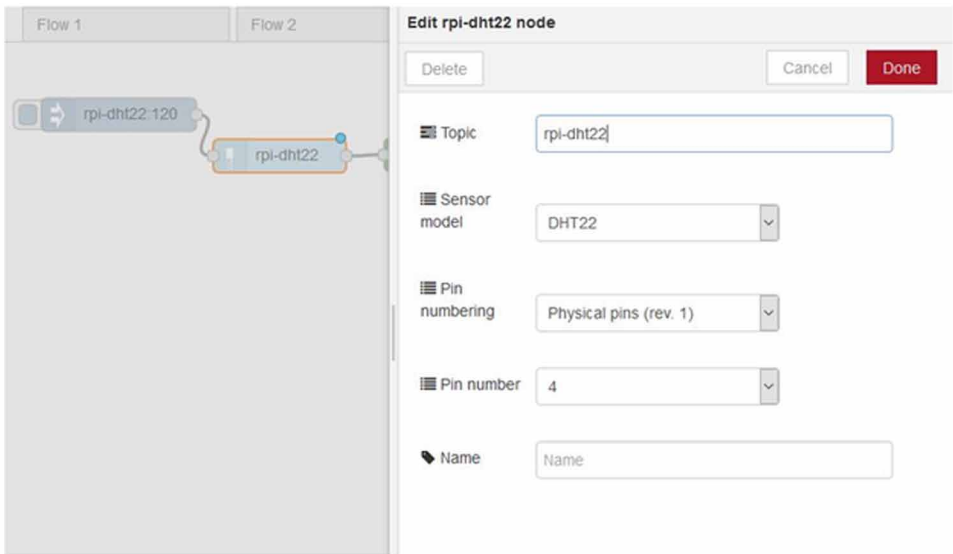 Flow 1
Flow 2
Edit rpi-dht22 node
Delete
Cancel
Done
rpi-dht22:120
rpi-dht22
Topic
rpi-dht22
Sensor
model
DHT22
Pin
numbering
Physical pins (rev. 1)
Pin number
4
Name
Name